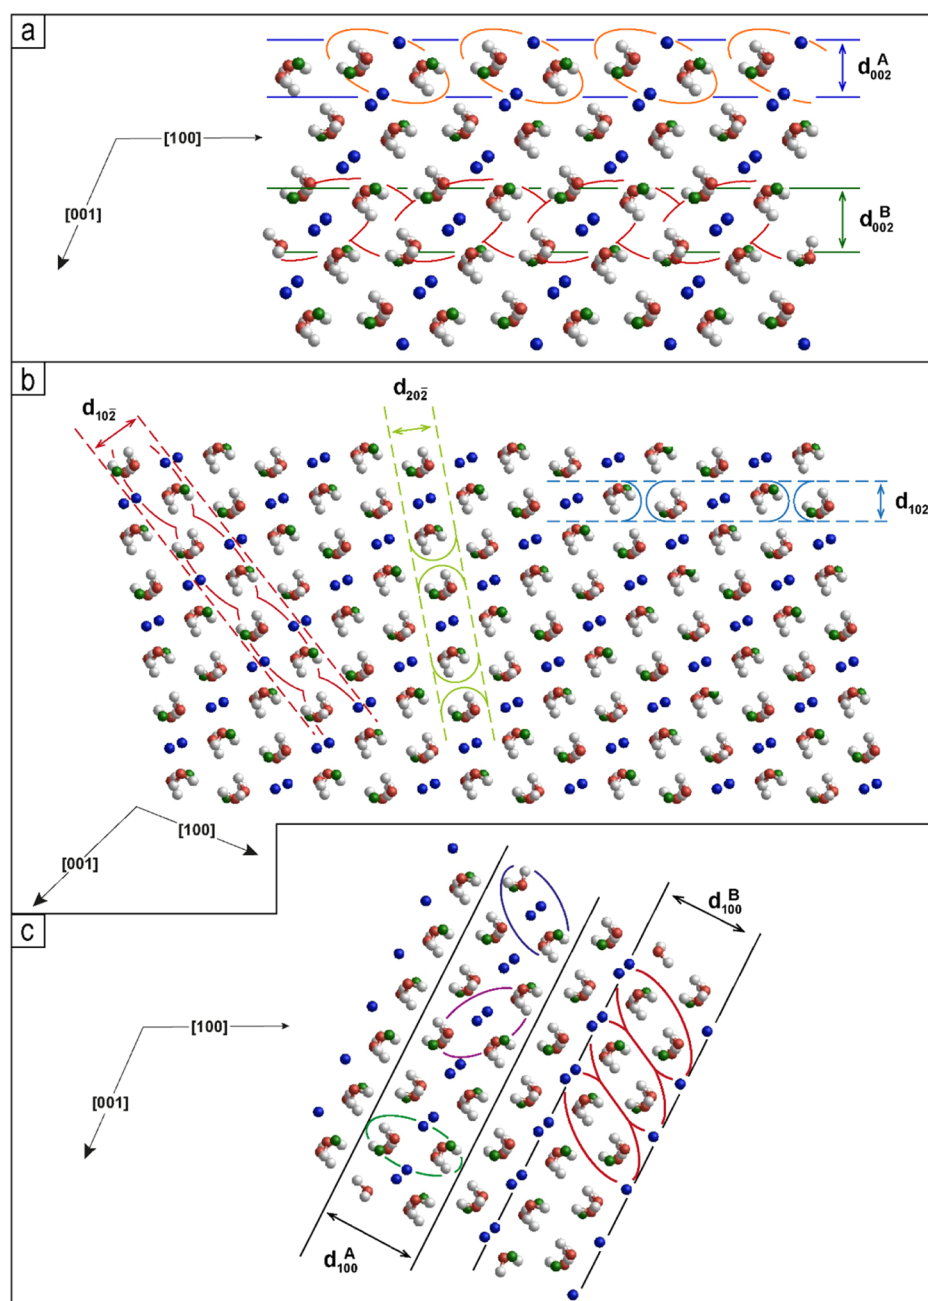 a
d₀₀₂ᴬ
[100]
[001]
d₀₀₂ᴮ
b
d₁₀₂̄
d₂₀₂̄
d₁₀₂
[100]
[001]
c
d₁₀₀ᴮ
[100]
[001]
d₁₀₀ᴬ